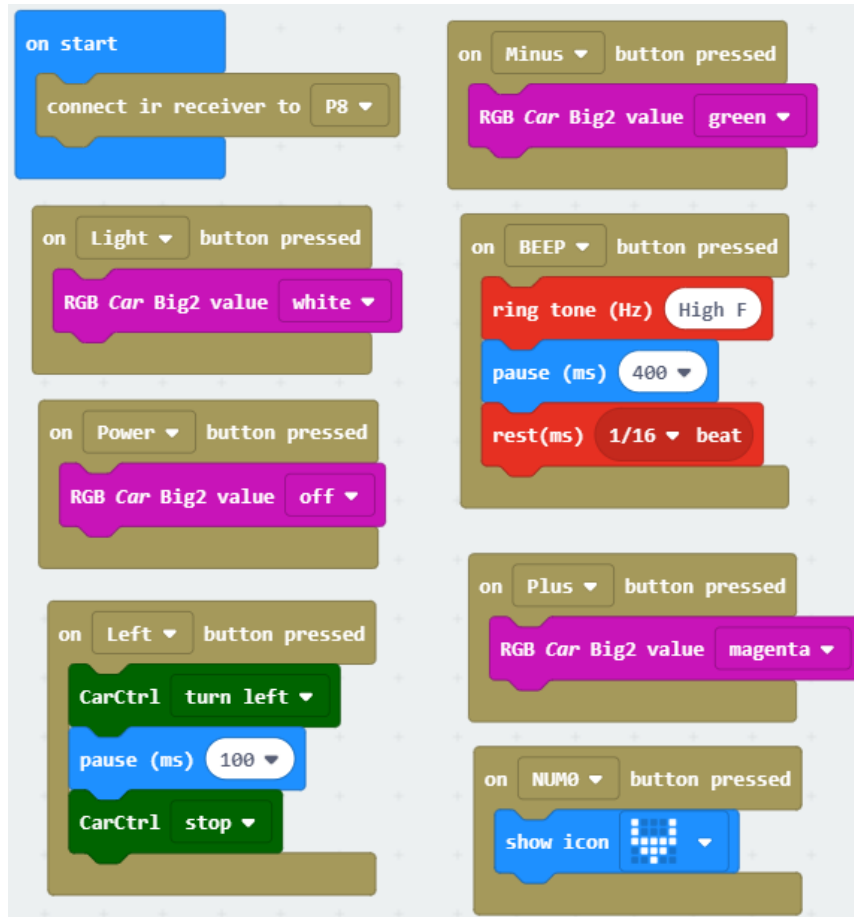 on start
connect ir receiver to P8
on Light button pressed
RGB Car Big2 value white
on Power button pressed
RGB Car Big2 value off
on Left button pressed
CarCtrl turn left
pause (ms) 100
CarCtrl stop
on Minus button pressed
RGB Car Big2 value green
on BEEP button pressed
ring tone (Hz) High F
pause (ms) 400
rest(ms) 1/16 beat
on Plus button pressed
RGB Car Big2 value magenta
on NUM0 button pressed
show icon